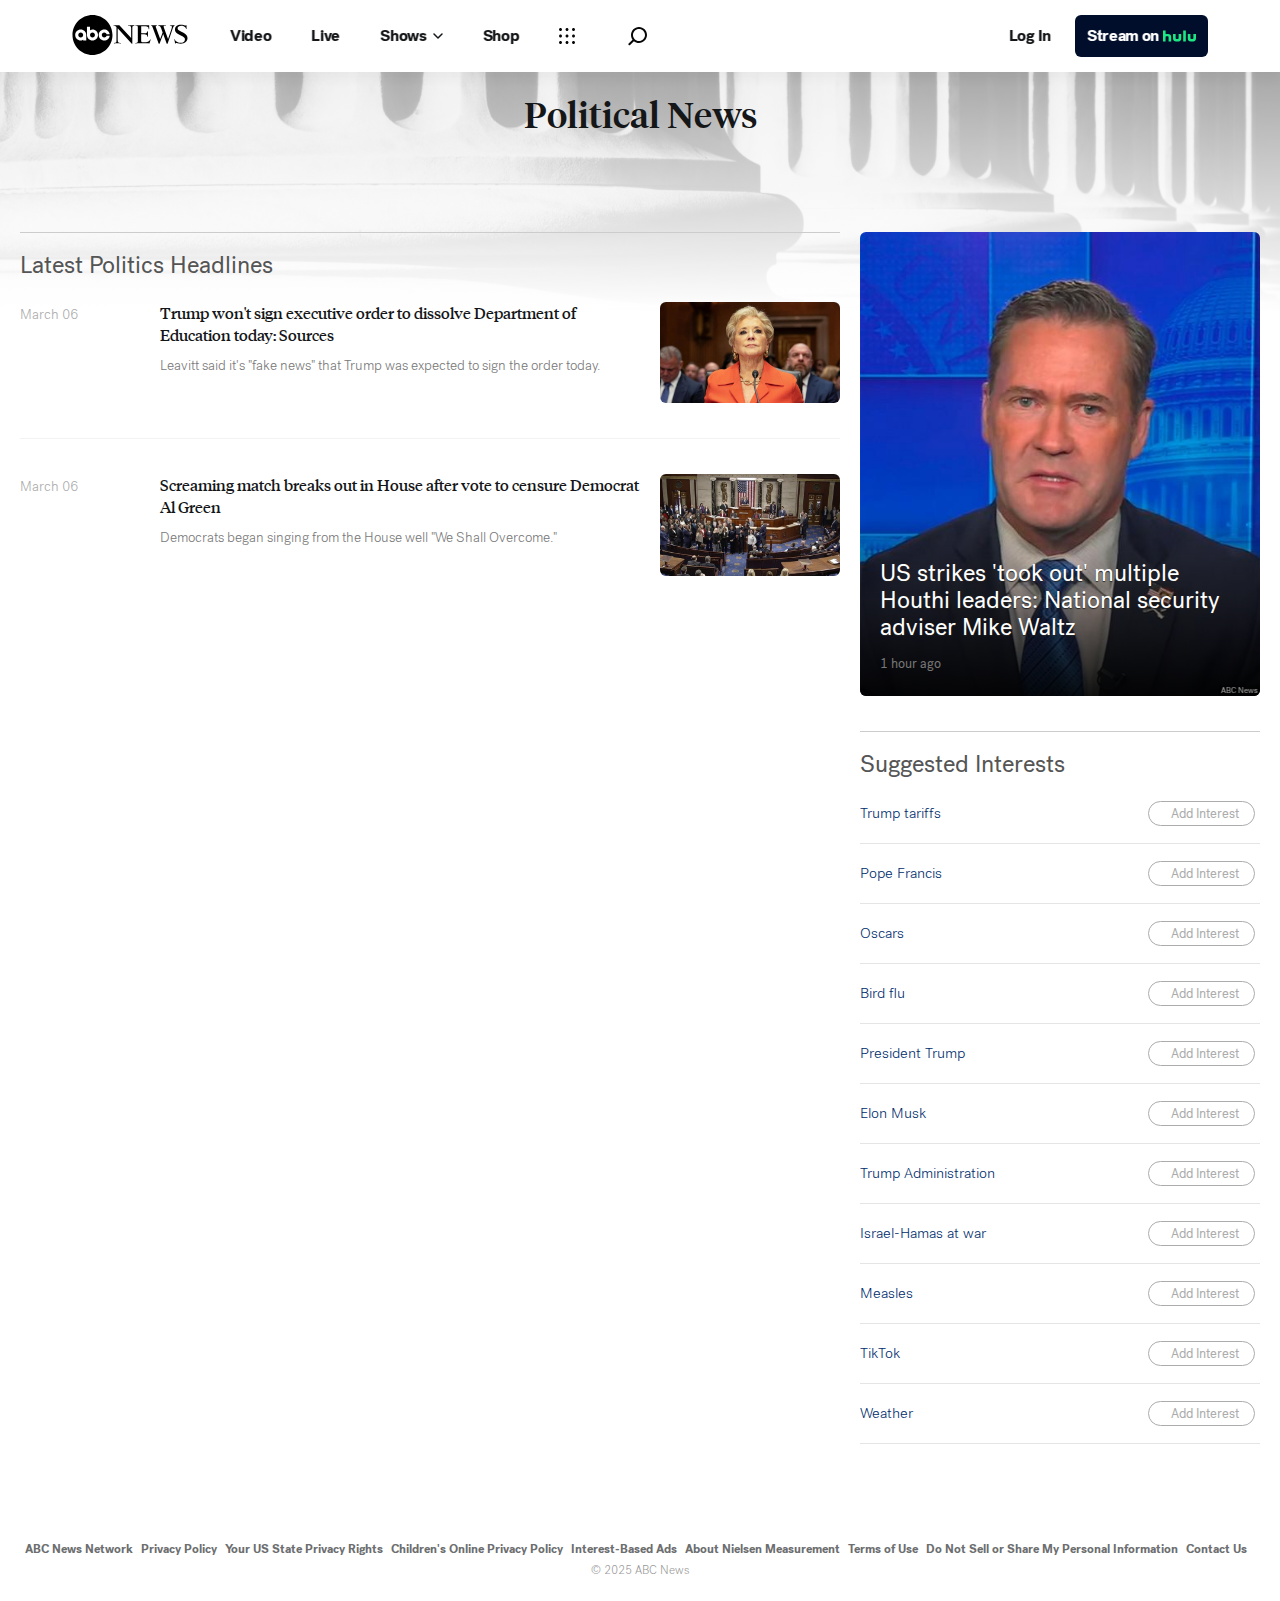 abc NEWS
Video
Live
Shows
Shop
Log In
Stream on hulu
Political News
Latest Politics Headlines
March 06
Trump won't sign executive order to dissolve Department of
Education today: Sources
Leavitt said it's "fake news" that Trump was expected to sign the order today.
March 06
Screaming match breaks out in House after vote to censure Democrat
Al Green
Democrats began singing from the House well "We Shall Overcome."
US strikes 'took out' multiple
Houthi leaders: National security
adviser Mike Waltz
1 hour ago
ABC News
Suggested Interests
Trump tariffs
Add Interest
Pope Francis
Add Interest
Oscars
Add Interest
Bird flu
Add Interest
President Trump
Add Interest
Elon Musk
Add Interest
Trump Administration
Add Interest
Israel-Hamas at war
Add Interest
Measles
Add Interest
TikTok
Add Interest
Weather
Add Interest
ABC News Network Privacy Policy Your US State Privacy Rights Children's Online Privacy Policy Interest-Based Ads About Nielsen Measurement Terms of Use Do Not Sell or Share My Personal Information Contact Us
© 2025 ABC News